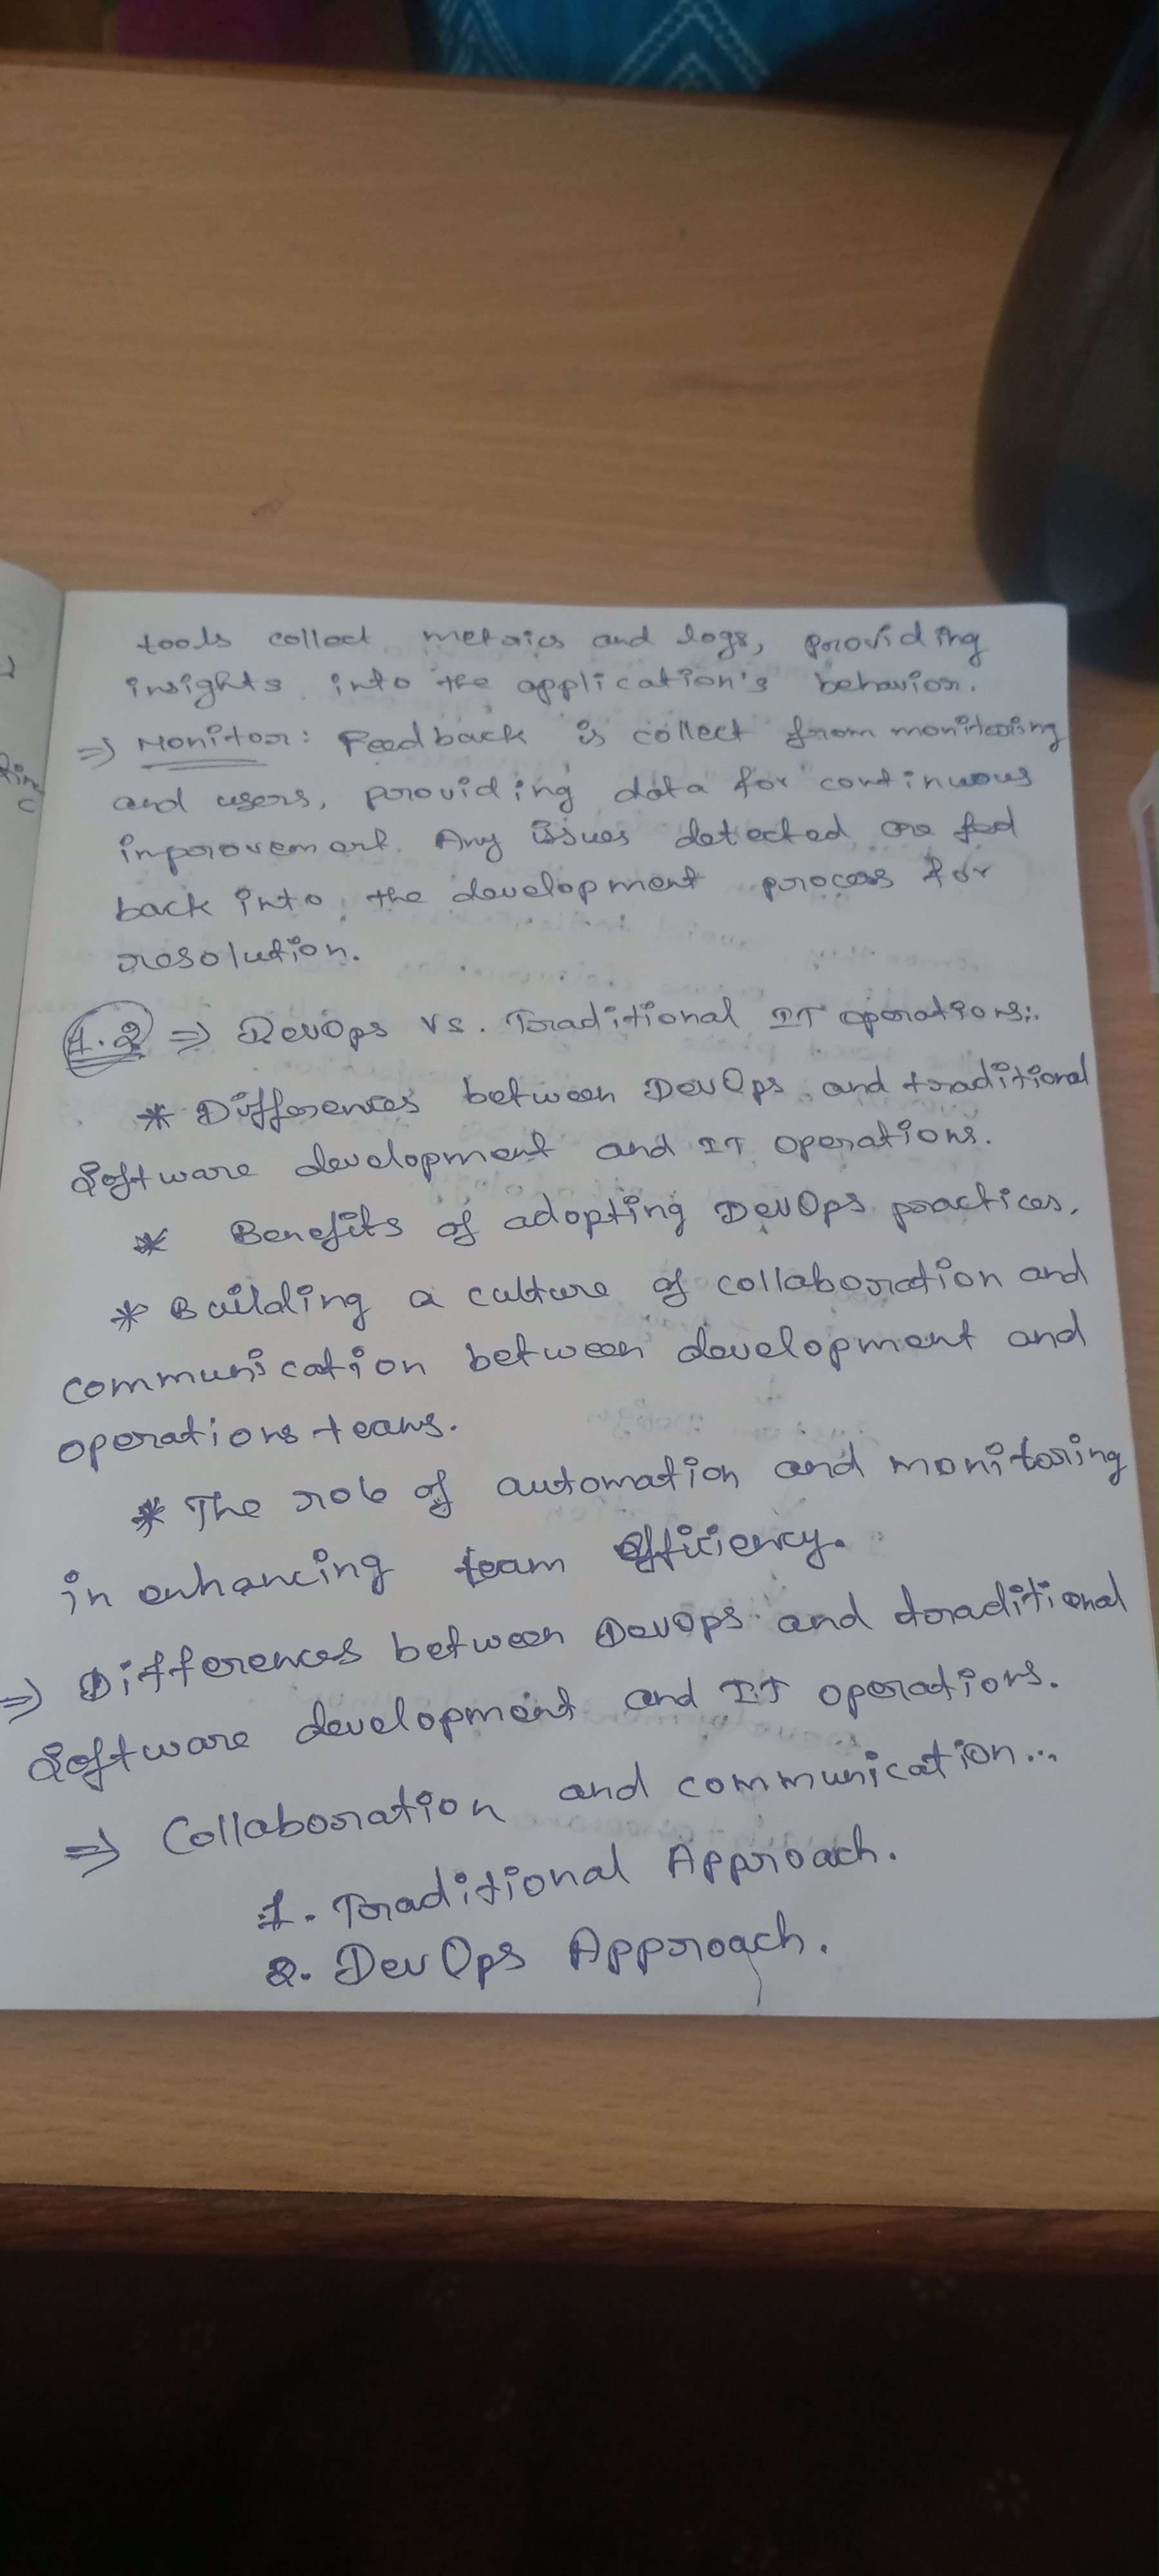 tools collect metrics and logs, providing
insights into the application's behavior.
⇒ Monitor: Feedback is collect from monitoring
and users, providing data for continuous
inprovement. Any issues detected are fed
back into the development process for
resolution.
1.2 ⇒ DevOps vs. Traditional IT operations:.
* Differences between DevOps and traditional
Software development and IT operations.
* Benefits of adopting DevOps practices.
* Building a culture of collaboration and
communication between development and
operations teams.
* The role of automation and monitoring
in enhancing team efficiency.
⇒ Differences between DevOps and traditional
Software development and IT operations.
⇒ Collaboration and communication...
1. Traditional Approach.
2. DevOps Approach.